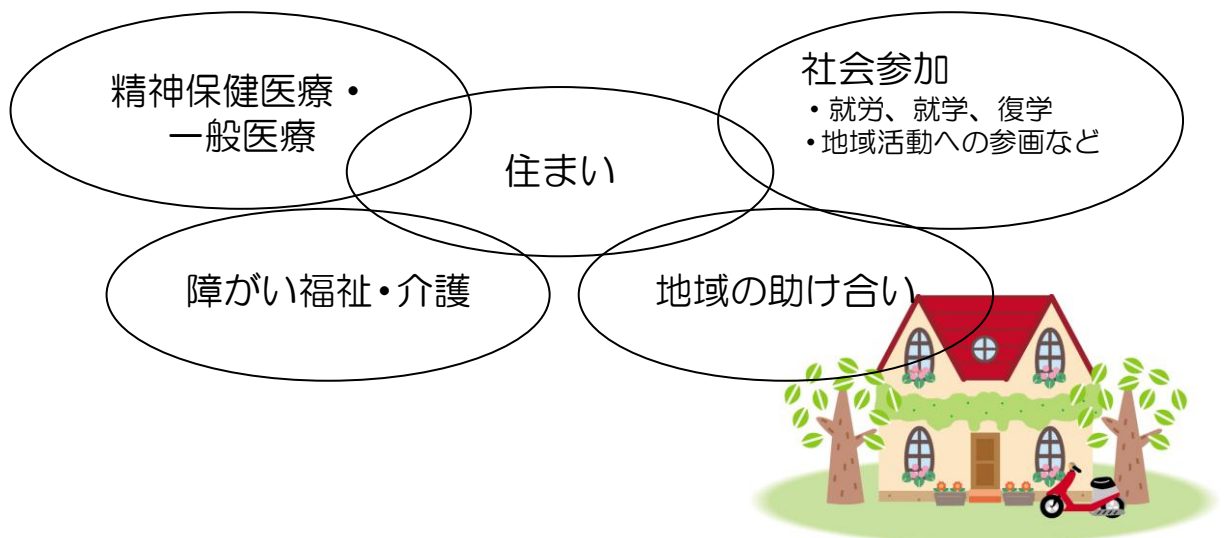 精神保健医療・
一般医療
住まい
社会参加
・就労、就学、復学
・地域活動への参画など
障がい福祉・介護
地域の助け合い